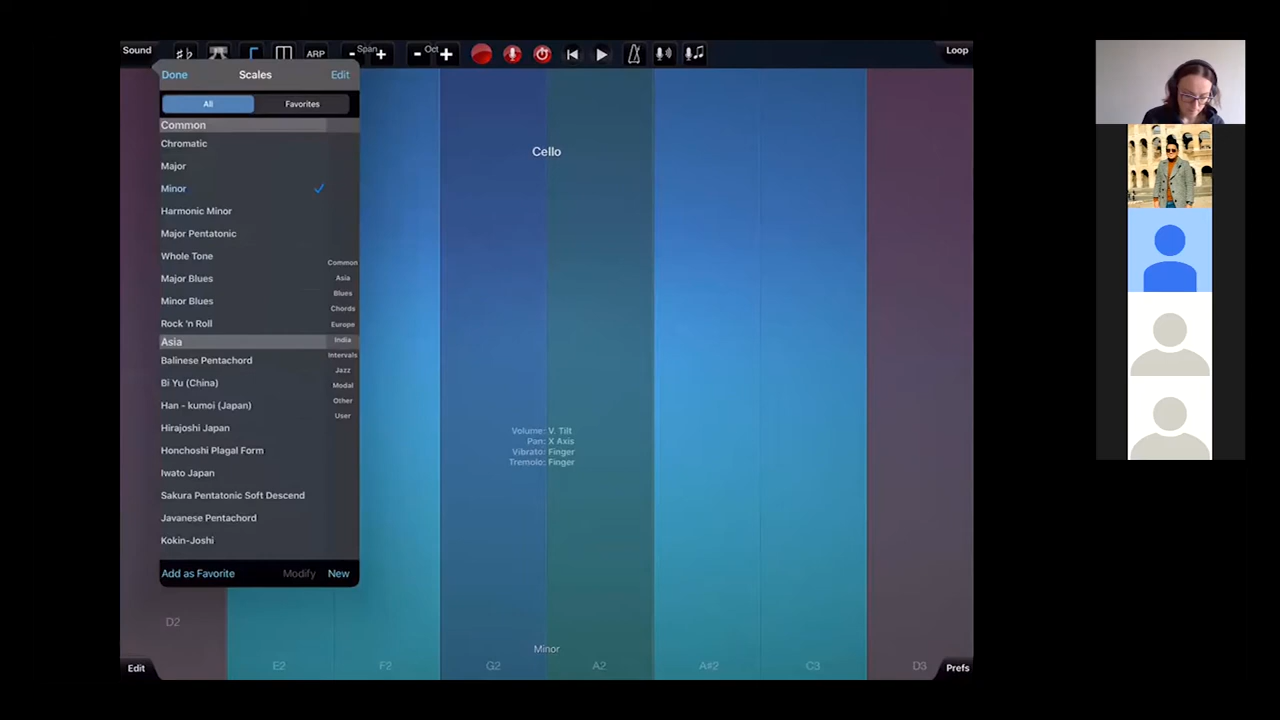 Sound
♯♭
ARP
- Span +
- Oct +
Loop
Done
Scales
Edit
All
Favorites
Common
Chromatic
Major
Minor
Harmonic Minor
Major Pentatonic
Whole Tone
Major Blues
Minor Blues
Rock 'n Roll
Asia
Balinese Pentachord
Bi Yu (China)
Han - kumoi (Japan)
Hirajoshi Japan
Honchoshi Plagal Form
Iwato Japan
Sakura Pentatonic Soft Descend
Javanese Pentachord
Kokin-Joshi
Common
Asia
Blues
Chords
Europe
India
Intervals
Jazz
Modal
Other
User
Add as Favorite
Modify
New
Cello
Volume: V. Tilt
Pan: X Axis
Vibrato: Finger
Tremolo: Finger
Minor
D2
E2
F2
G2
A2
A#2
C3
D3
Edit
Prefs